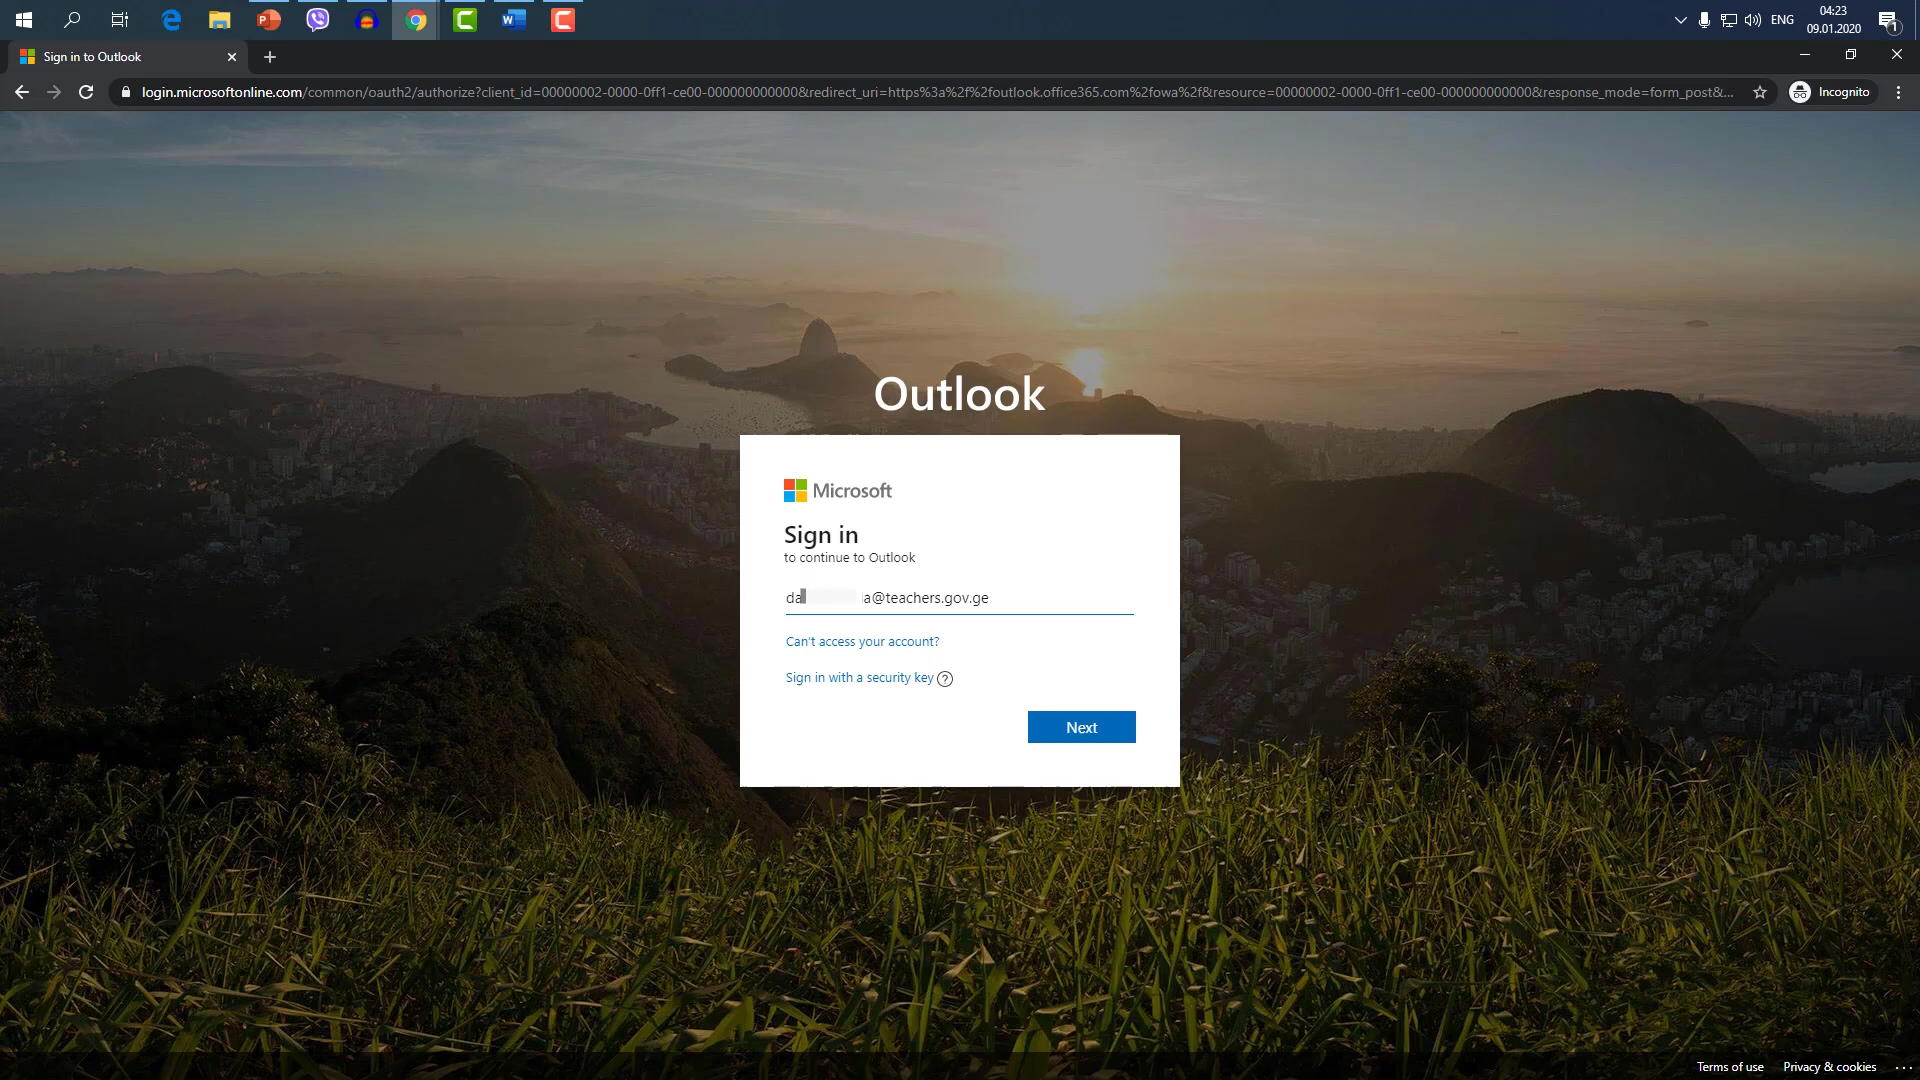 04:23
ENG
09.01.2020
1
Sign in to Outlook
login.microsoftonline.com/common/oauth2/authorize?client_id=00000002-0000-0ff1-ce00-000000000000&redirect_uri=https%3a%2f%2foutlook.office365.com%2fowa%2f&resource=00000002-0000-0ff1-ce00-000000000000&response_mode=form_post&...
Incognito
Outlook
Microsoft
Sign in
to continue to Outlook
da a@teachers.gov.ge
Can't access your account?
Sign in with a security key ?
Next
Terms of use Privacy & cookies ...